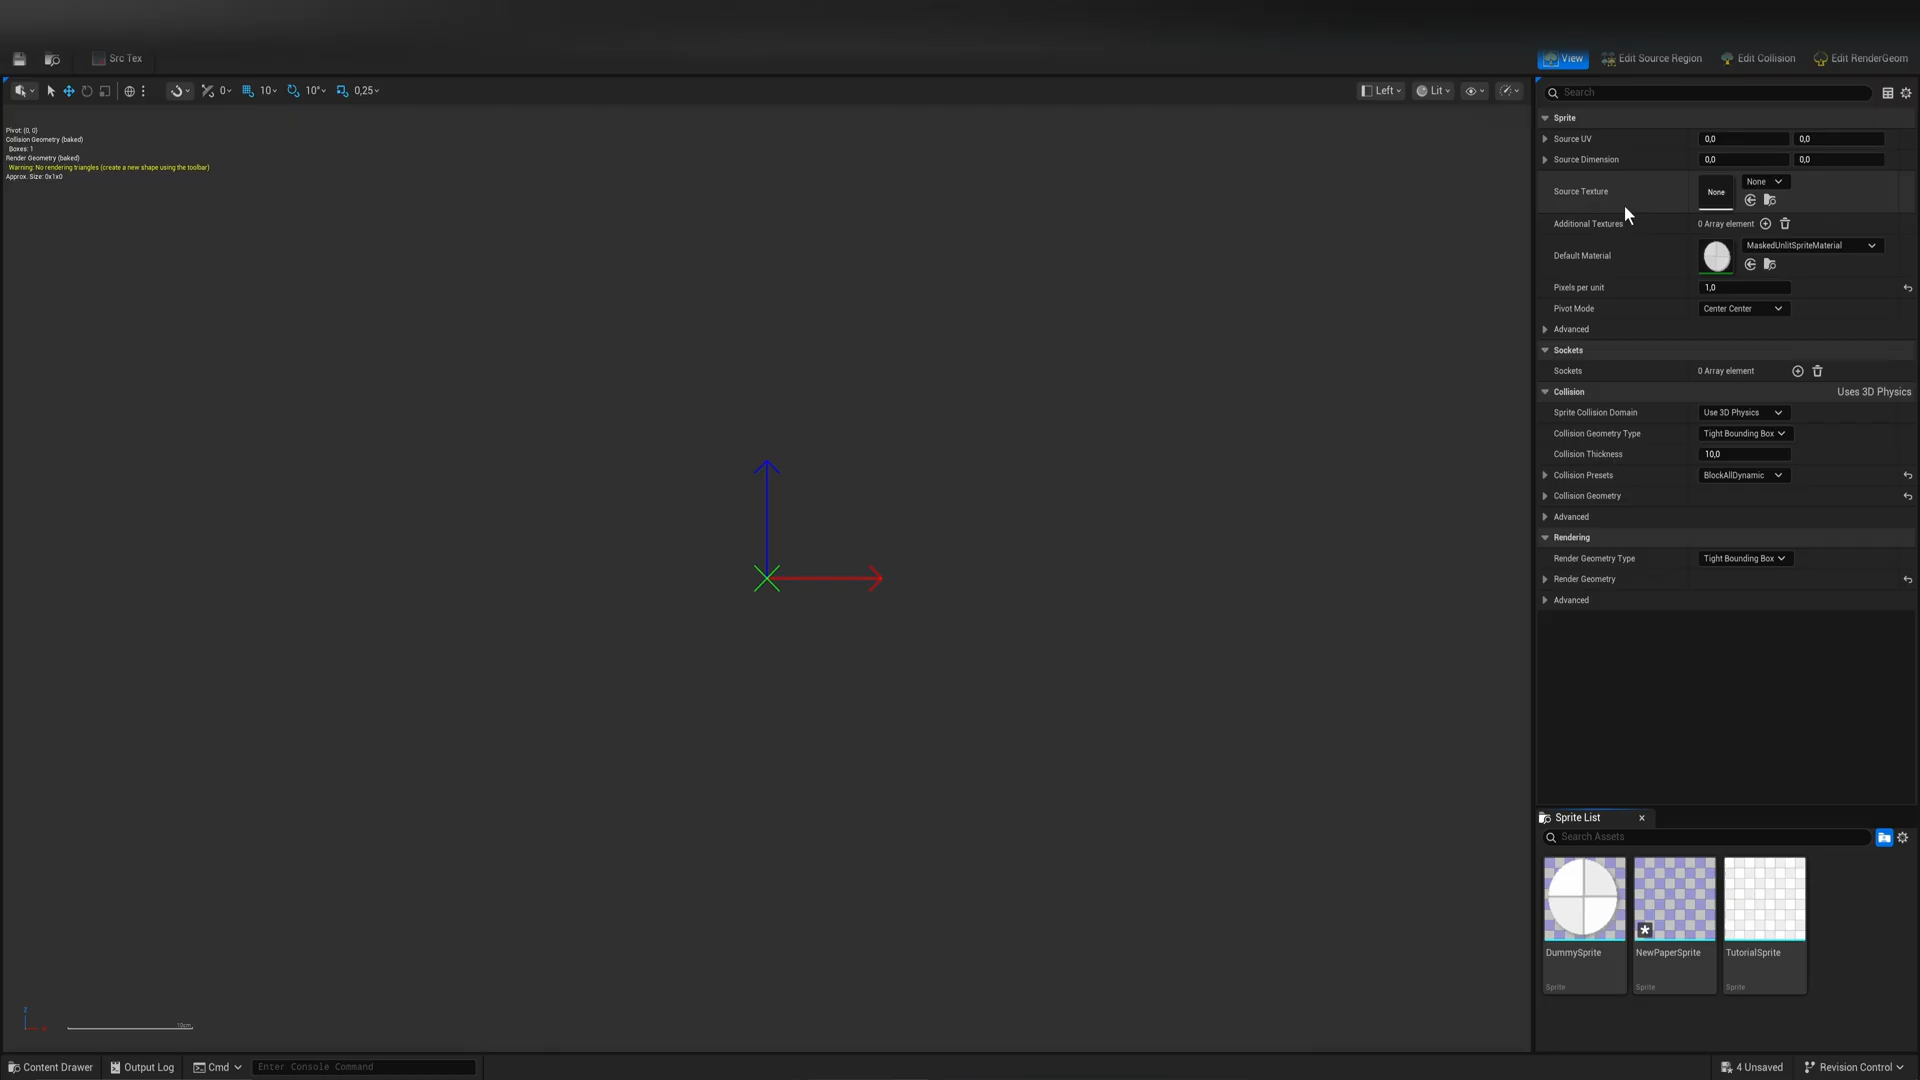 Src Tex
View Edit Source Region Edit Collision Edit RenderGeom
0 10 10° 0,25 Left Lit
Pivot: (0, 0)
Collision Geometry (baked)
Boxes: 1
Render Geometry (baked)
Warning: No rendering triangles (create a new shape using the toolbar)
Approx. Size: 0x1x0
Z
10cm
Search
Sprite
Source UV 0,0 0,0
Source Dimension 0,0 0,0
Source Texture None None
Additional Textures 0 Array element
Default Material MaskedUnlitSpriteMaterial
Pixels per unit 1,0
Pivot Mode Center Center
Advanced
Sockets
Sockets 0 Array element
Collision Uses 3D Physics
Sprite Collision Domain Use 3D Physics
Collision Geometry Type Tight Bounding Box
Collision Thickness 10,0
Collision Presets BlockAllDynamic
Collision Geometry
Advanced
Rendering
Render Geometry Type Tight Bounding Box
Render Geometry
Advanced
Sprite List
Search Assets
DummySprite NewPaperSprite TutorialSprite
Sprite Sprite Sprite
Content Drawer Output Log Cmd Enter Console Command 4 Unsaved Revision Control